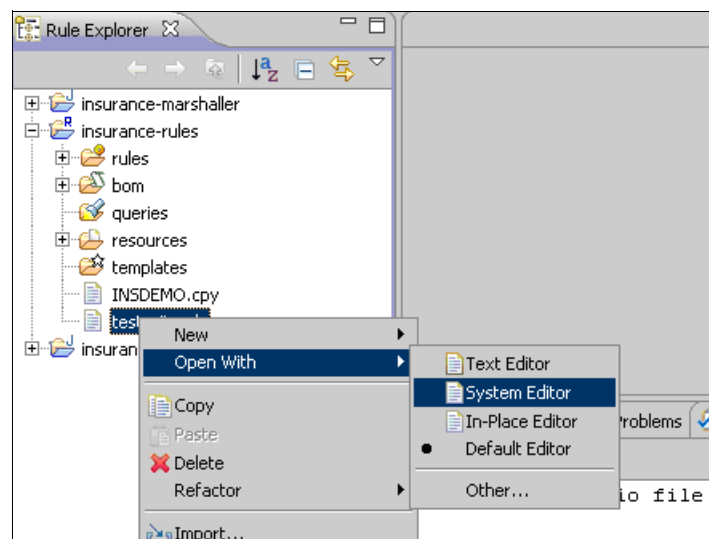 Rule Explorer
insurance-marshaller
insurance-rules
rules
bom
queries
resources
templates
INSDEMO.cpy
New
Open With
Copy
Paste
Delete
Refactor
Import...
Text Editor
System Editor
In-Place Editor
Default Editor
Other...
Problems
io file